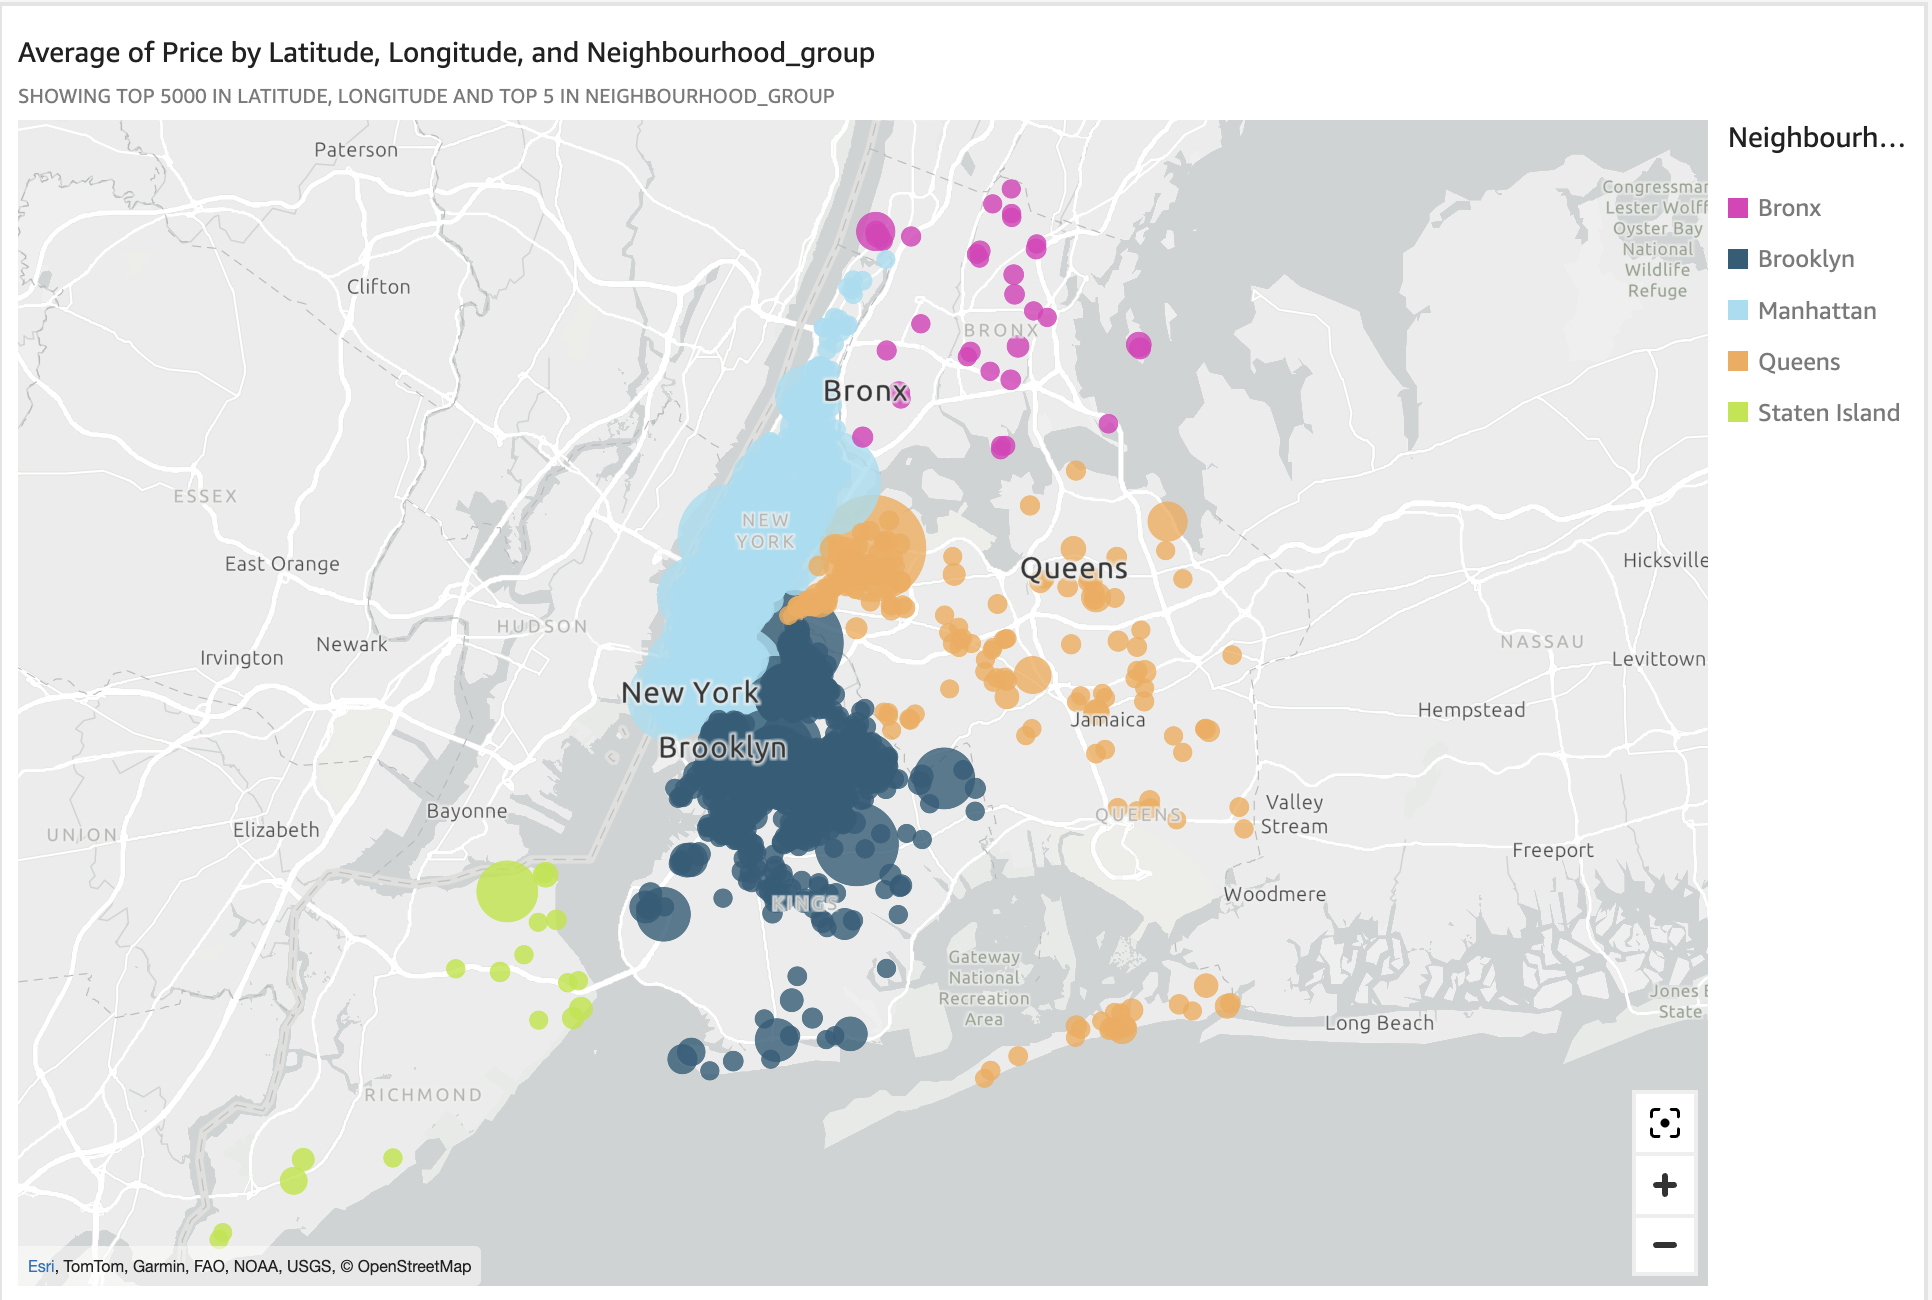 Average of Price by Latitude, Longitude, and Neighbourhood_group
SHOWING TOP 5000 IN LATITUDE, LONGITUDE AND TOP 5 IN NEIGHBOURHOOD_GROUP
Neighbourh...
Bronx
Brooklyn
Manhattan
Queens
Staten Island
Paterson
Congressman
Lester Wolff
Oyster Bay
National
Wildlife
Refuge
Clifton
BRONX
Bronx
ESSEX
NEW
YORK
East Orange
Queens
Hicksville
HUDSON
Newark
Irvington
NASSAU
Levittown
New York
Hempstead
Jamaica
Brooklyn
Bayonne
UNION
Elizabeth
QUEENS
Valley
Stream
Freeport
Woodmere
KINGS
Gateway
National
Recreation
Area
Jones
State
Long Beach
RICHMOND
Esri, TomTom, Garmin, FAO, NOAA, USGS, © OpenStreetMap